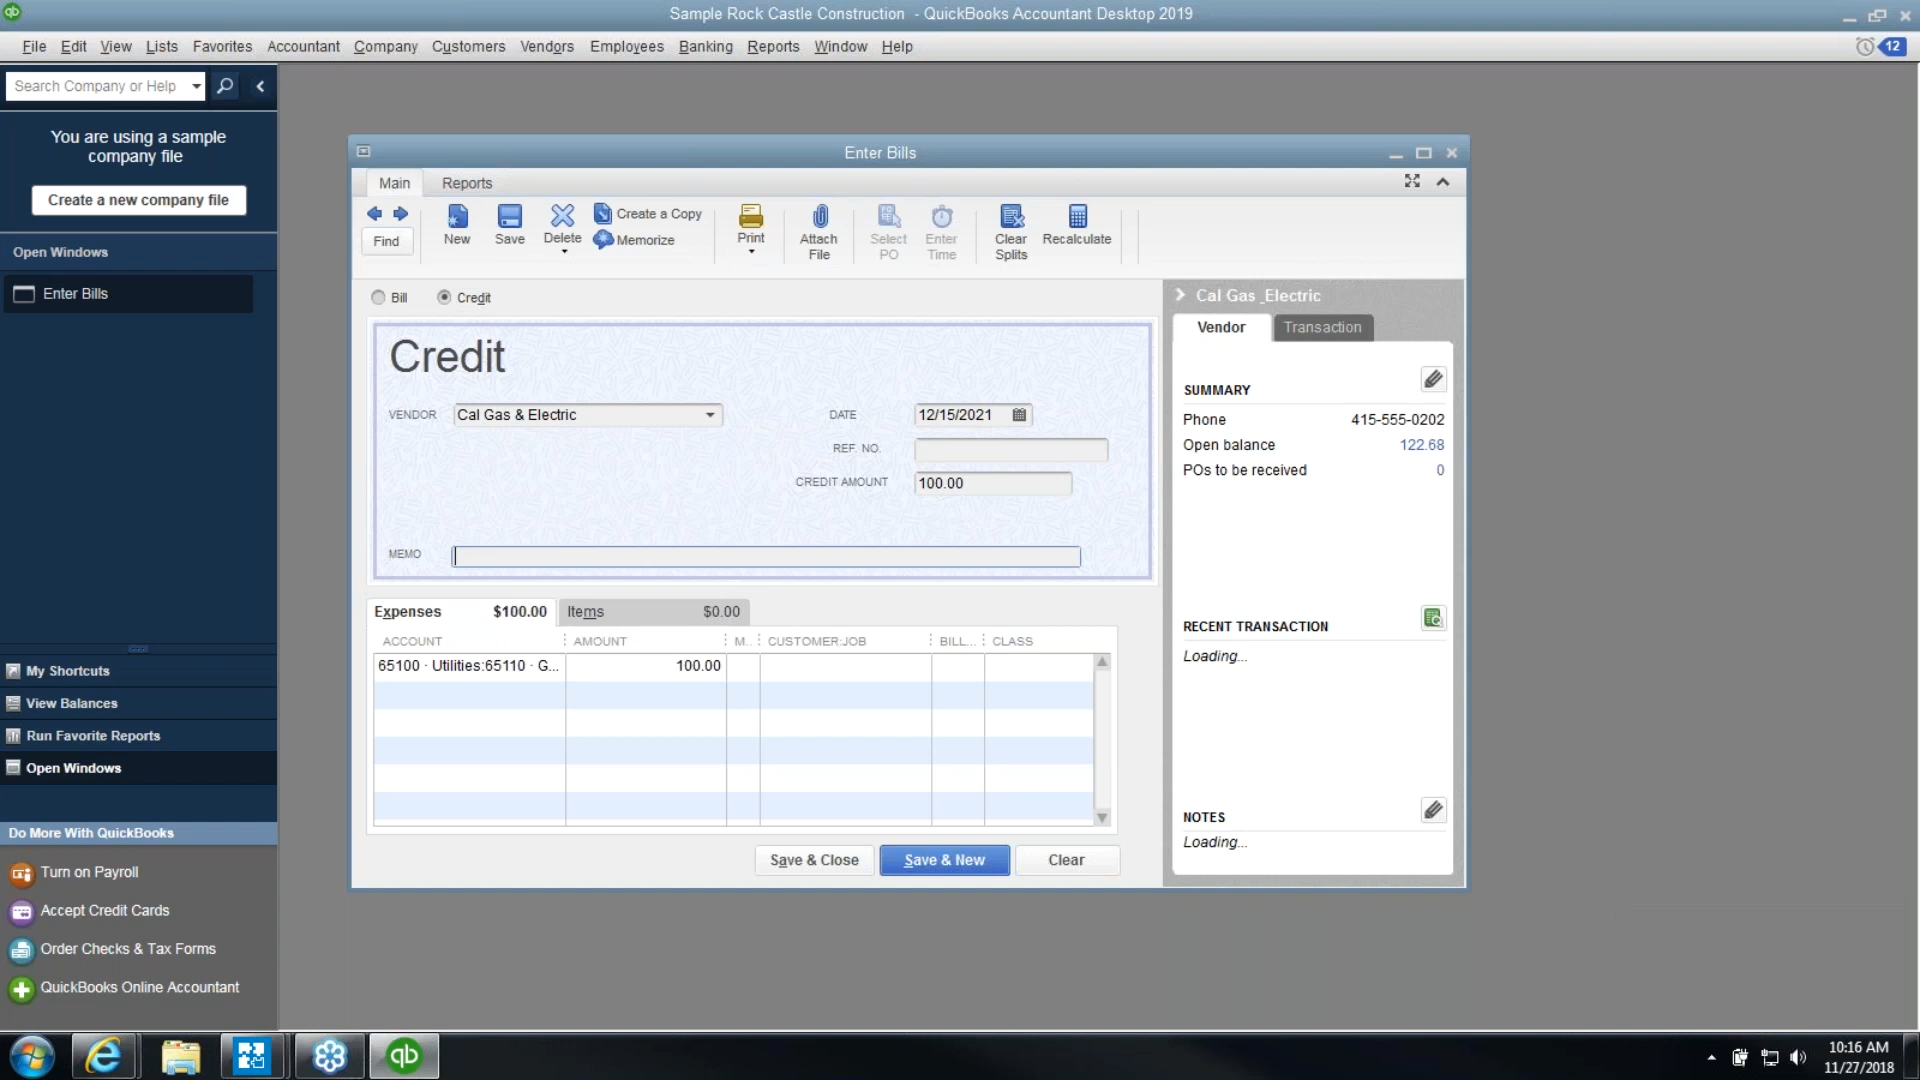 qb
Sample Rock Castle Construction - QuickBooks Accountant Desktop 2019
File Edit View Lists Favorites Accountant Company Customers Vendors Employees Banking Reports Window Help
12
Search Company or Help
You are using a sample
company file
Create a new company file
Open Windows
Enter Bills
My Shortcuts
View Balances
Run Favorite Reports
Open Windows
Do More With QuickBooks
Turn on Payroll
Accept Credit Cards
Order Checks & Tax Forms
QuickBooks Online Accountant
Enter Bills
Main Reports
Find
New
Save
Delete
Create a Copy
Memorize
Print
Attach
File
Select
PO
Enter
Time
Clear
Splits
Recalculate
Bill Credit
Credit
VENDOR Cal Gas & Electric
DATE 12/15/2021
REF. NO.
CREDIT AMOUNT 100.00
MEMO
Expenses $100.00 Items $0.00
ACCOUNT AMOUNT M... CUSTOMER:JOB BILL... CLASS
65100 · Utilities:65110 · G... 100.00
Save & Close Save & New Clear
Cal Gas _Electric
Vendor Transaction
SUMMARY
Phone 415-555-0202
Open balance 122.68
POs to be received 0
RECENT TRANSACTION
Loading...
NOTES
Loading...
qb
10:16 AM
11/27/2018